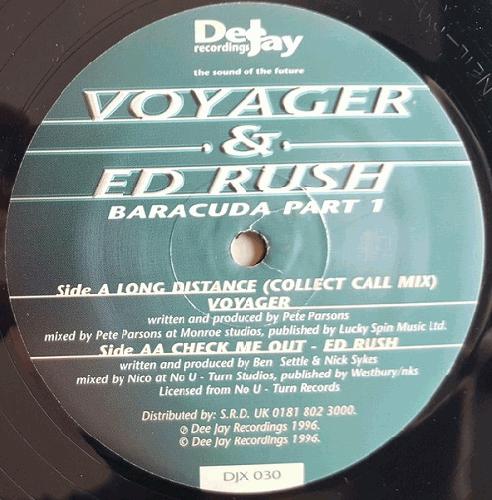 DeeJay
recordings
the sound of the future
VOYAGER
&
ED RUSH
BARACUDA PART 1
Side A LONG DISTANCE (COLLECT CALL MIX)
VOYAGER
written and produced by Pete Parsons
mixed by Pete Parsons at Monroe studios, published by Lucky Spin Music Ltd.
Side AA CHECK ME OUT - ED RUSH
written and produced by Ben Settle & Nick Sykes
mixed by Nico at No U - Turn Studios, published by Westbury/nks
Licensed from No U - Turn Records
Distributed by: S.R.D. UK 0181 802 3000.
℗ Dee Jay Recordings 1996.
© Dee Jay Recordings 1996.
DJX 030